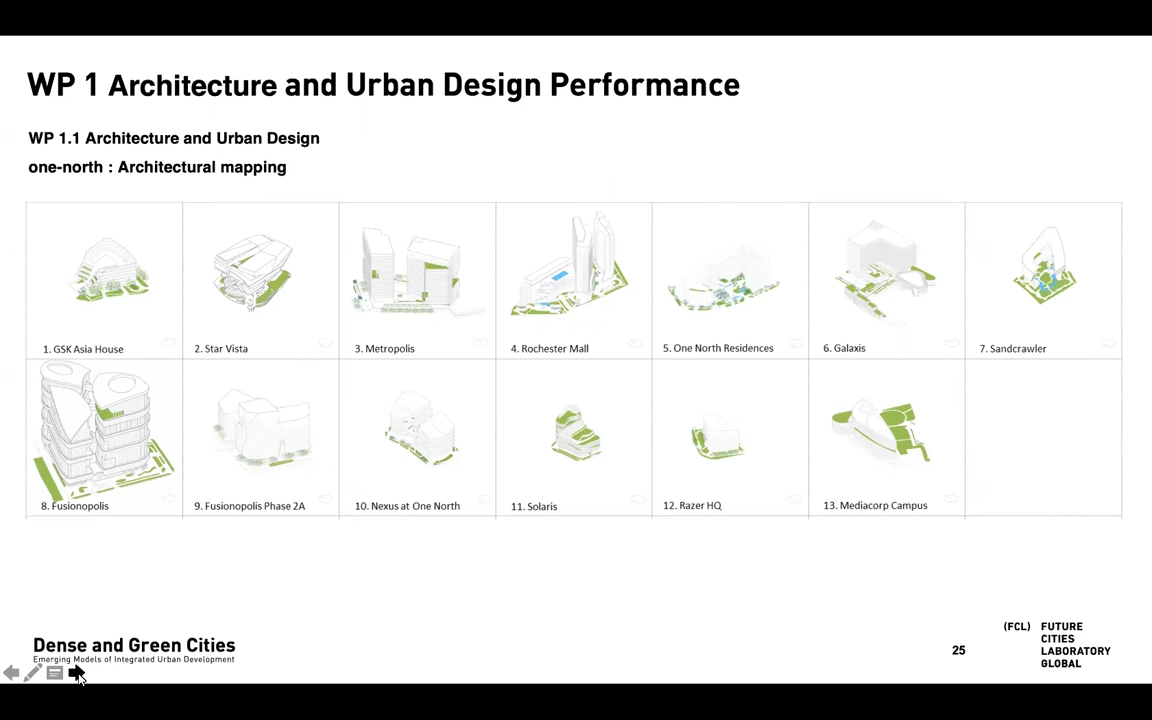 WP 1 Architecture and Urban Design Performance
WP 1.1 Architecture and Urban Design
one-north : Architectural mapping
1. GSK Asia House
2. Star Vista
3. Metropolis
4. Rochester Mall
5. One North Residences
6. Galaxis
7. Sandcrawler
8. Fusionopolis
9. Fusionopolis Phase 2A
10. Nexus at One North
11. Solaris
12. Razer HQ
13. Mediacorp Campus
Dense and Green Cities
Emerging Models of Integrated Urban Development
25
(FCL) FUTURE
CITIES
LABORATORY
GLOBAL